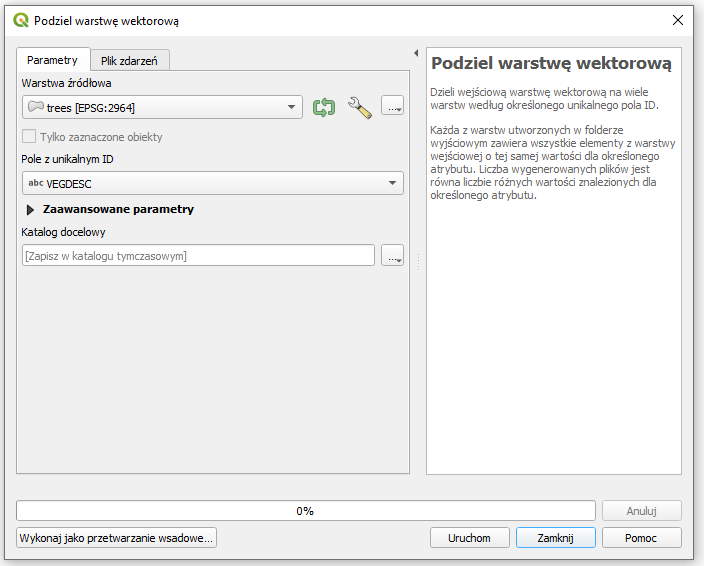 Podziel warstwę wektorową
Parametry
Plik zdarzeń
Warstwa źródłowa
trees [EPSG:2964]
...
Tylko zaznaczone obiekty
Pole z unikalnym ID
abc VEGDESC
Zaawansowane parametry
Katalog docelowy
[Zapisz w katalogu tymczasowym]
...
Podziel warstwę wektorową
Dzieli wejściową warstwę wektorową na wiele
warstw według określonego unikalnego pola ID.
Każda z warstw utworzonych w folderze
wyjściowym zawiera wszystkie elementy z warstwy
wejściowej o tej samej wartości dla określonego
atrybutu. Liczba wygenerowanych plików jest
równa liczbie różnych wartości znalezionych dla
określonego atrybutu.
0%
Anuluj
Wykonaj jako przetwarzanie wsadowe...
Uruchom
Zamknij
Pomoc